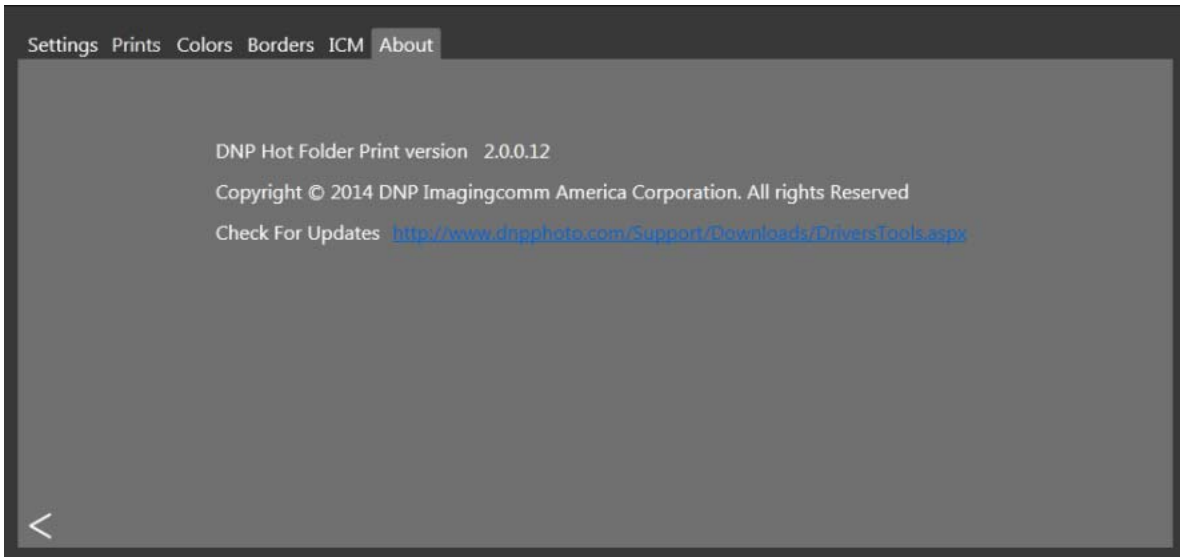 Settings Prints Colors Borders ICM About
DNP Hot Folder Print version 2.0.0.12
Copyright © 2014 DNP Imagingcomm America Corporation. All rights Reserved
Check For Updates http://www.dnpphoto.com/Support/Downloads/DriversTools.aspx
<